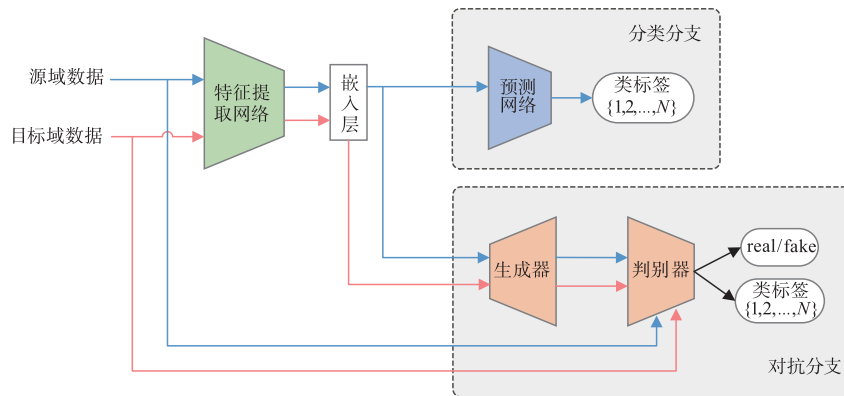 源域数据
目标域数据
特征提
取网络
嵌
入
层
分类分支
预测
网络
类标签
{1,2,...,N}
生成器
判别器
real/fake
类标签
{1,2,...,N}
对抗分支